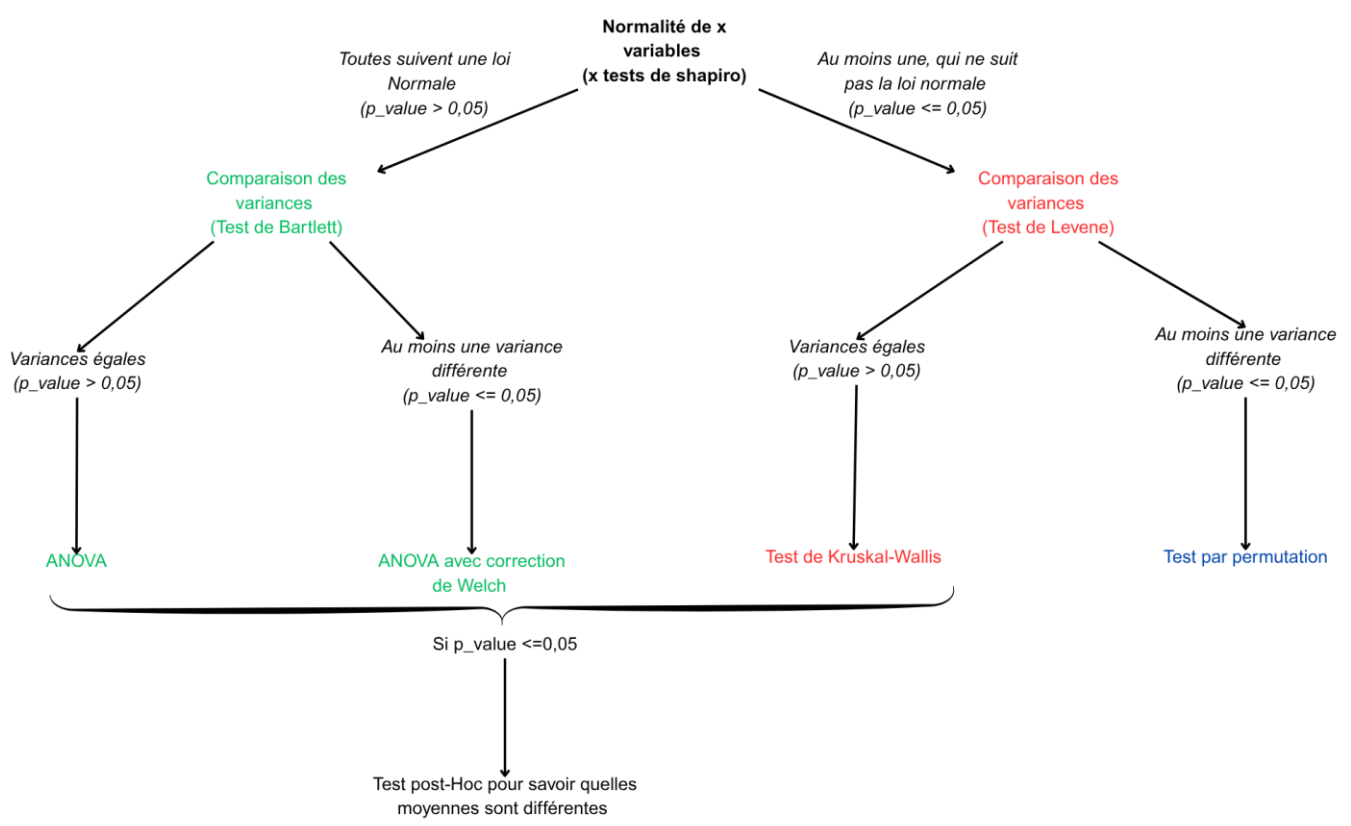 Normalité de x
variables
(x tests de shapiro)
Toutes suivent une loi
Normale
(p_value > 0,05)
Au moins une, qui ne suit
pas la loi normale
(p_value <= 0,05)
Comparaison des
variances
(Test de Bartlett)
Comparaison des
variances
(Test de Levene)
Variances égales
(p_value > 0,05)
Au moins une variance
différente
(p_value <= 0,05)
Variances égales
(p_value > 0,05)
Au moins une variance
différente
(p_value <= 0,05)
ANOVA
ANOVA avec correction
de Welch
Test de Kruskal-Wallis
Test par permutation
Si p_value <=0,05
Test post-Hoc pour savoir quelles
moyennes sont différentes